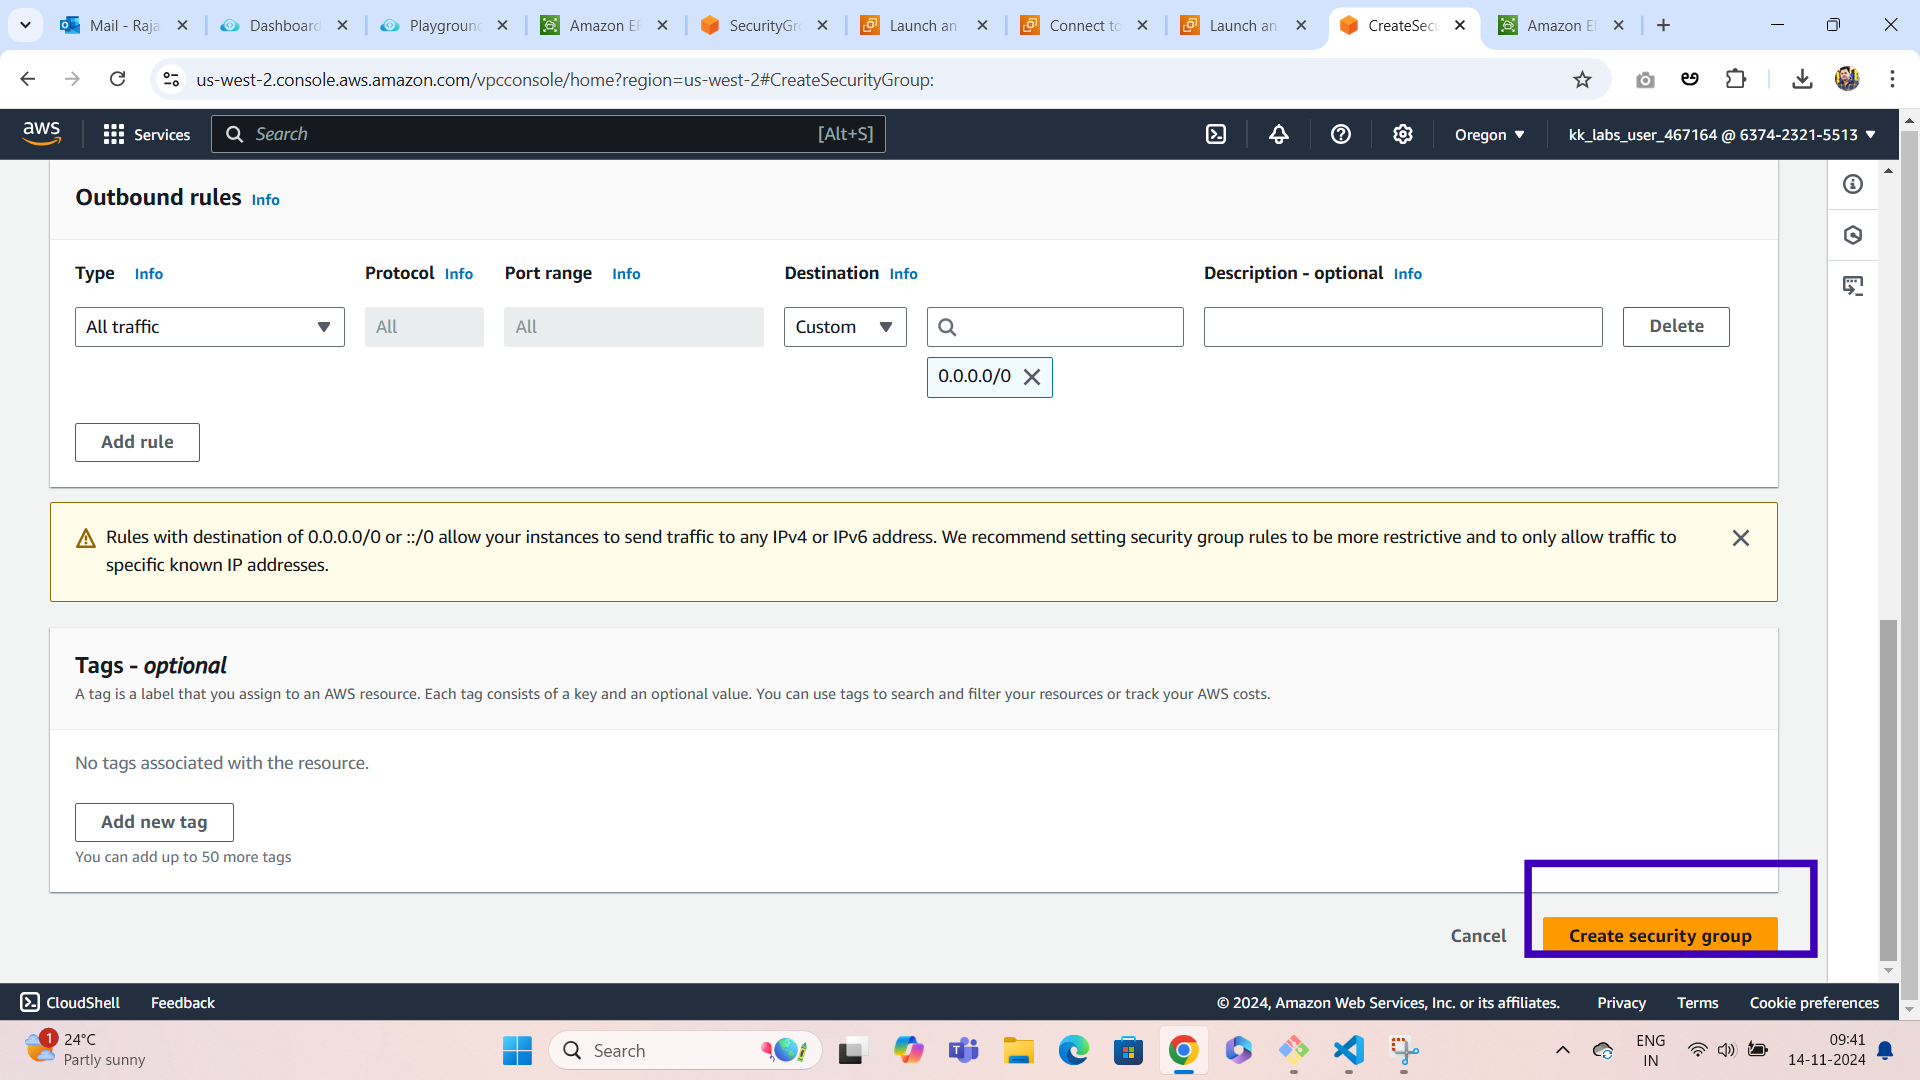 Mail - Raja
Dashboard
Playground
Amazon EF
SecurityGro
Launch an
Connect to
Launch an
CreateSecu
Amazon EF
us-west-2.console.aws.amazon.com/vpcconsole/home?region=us-west-2#CreateSecurityGroup:
aws
Services
Search
[Alt+S]
Oregon
kk_labs_user_467164 @ 6374-2321-5513
Outbound rules Info
Type Info
Protocol Info
Port range Info
Destination Info
Description - optional Info
All traffic
All
All
Custom
Delete
0.0.0.0/0
Add rule
Rules with destination of 0.0.0.0/0 or ::/0 allow your instances to send traffic to any IPv4 or IPv6 address. We recommend setting security group rules to be more restrictive and to only allow traffic to
specific known IP addresses.
Tags - optional
A tag is a label that you assign to an AWS resource. Each tag consists of a key and an optional value. You can use tags to search and filter your resources or track your AWS costs.
No tags associated with the resource.
Add new tag
You can add up to 50 more tags
Cancel
Create security group
CloudShell
Feedback
© 2024, Amazon Web Services, Inc. or its affiliates.
Privacy
Terms
Cookie preferences
1
24°C
Partly sunny
Search
ENG
IN
09:41
14-11-2024